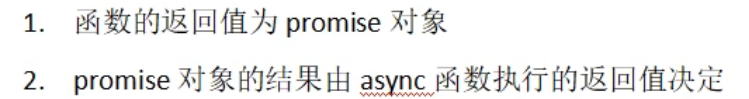 1. 函数的返回值为 promise 对象
2. promise 对象的结果由 async 函数执行的返回值决定